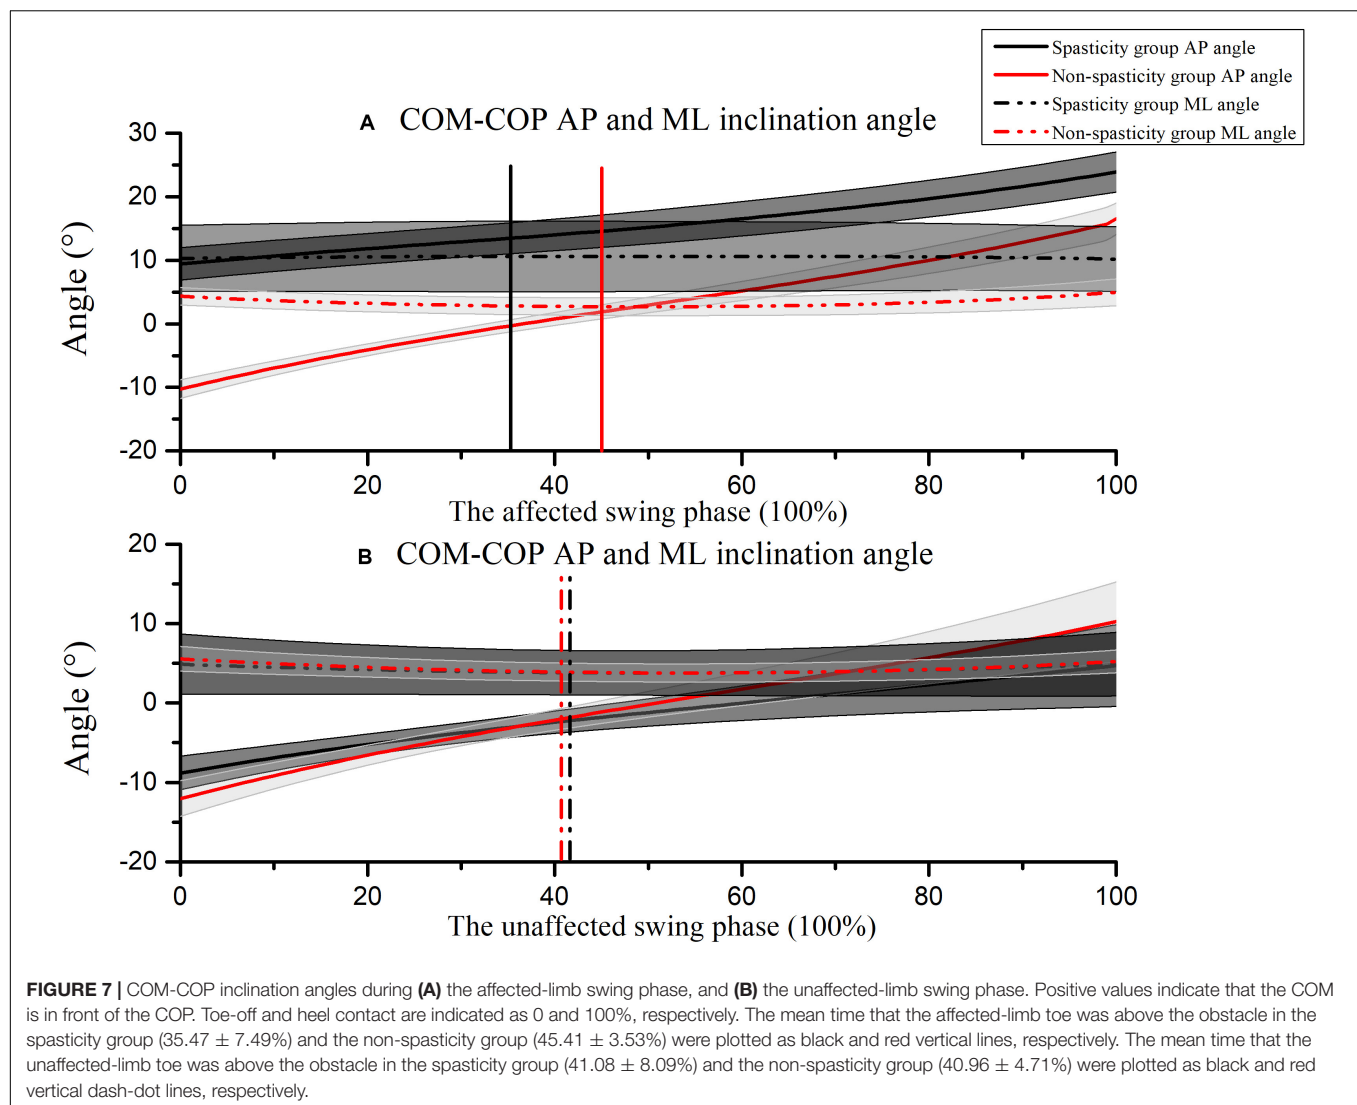 Spasticity group AP angle
Non-spasticity group AP angle
Spasticity group ML angle
Non-spasticity group ML angle
A COM-COP AP and ML inclination angle
30
20
10
0
-10
-20
Angle (°)
0 20 40 60 80 100
The affected swing phase (100%)
B COM-COP AP and ML inclination angle
20
10
0
-10
-20
Angle (°)
0 20 40 60 80 100
The unaffected swing phase (100%)
FIGURE 7 | COM-COP inclination angles during (A) the affected-limb swing phase, and (B) the unaffected-limb swing phase. Positive values indicate that the COM
is in front of the COP. Toe-off and heel contact are indicated as 0 and 100%, respectively. The mean time that the affected-limb toe was above the obstacle in the
spasticity group (35.47 ± 7.49%) and the non-spasticity group (45.41 ± 3.53%) were plotted as black and red vertical lines, respectively. The mean time that the
unaffected-limb toe was above the obstacle in the spasticity group (41.08 ± 8.09%) and the non-spasticity group (40.96 ± 4.71%) were plotted as black and red
vertical dash-dot lines, respectively.